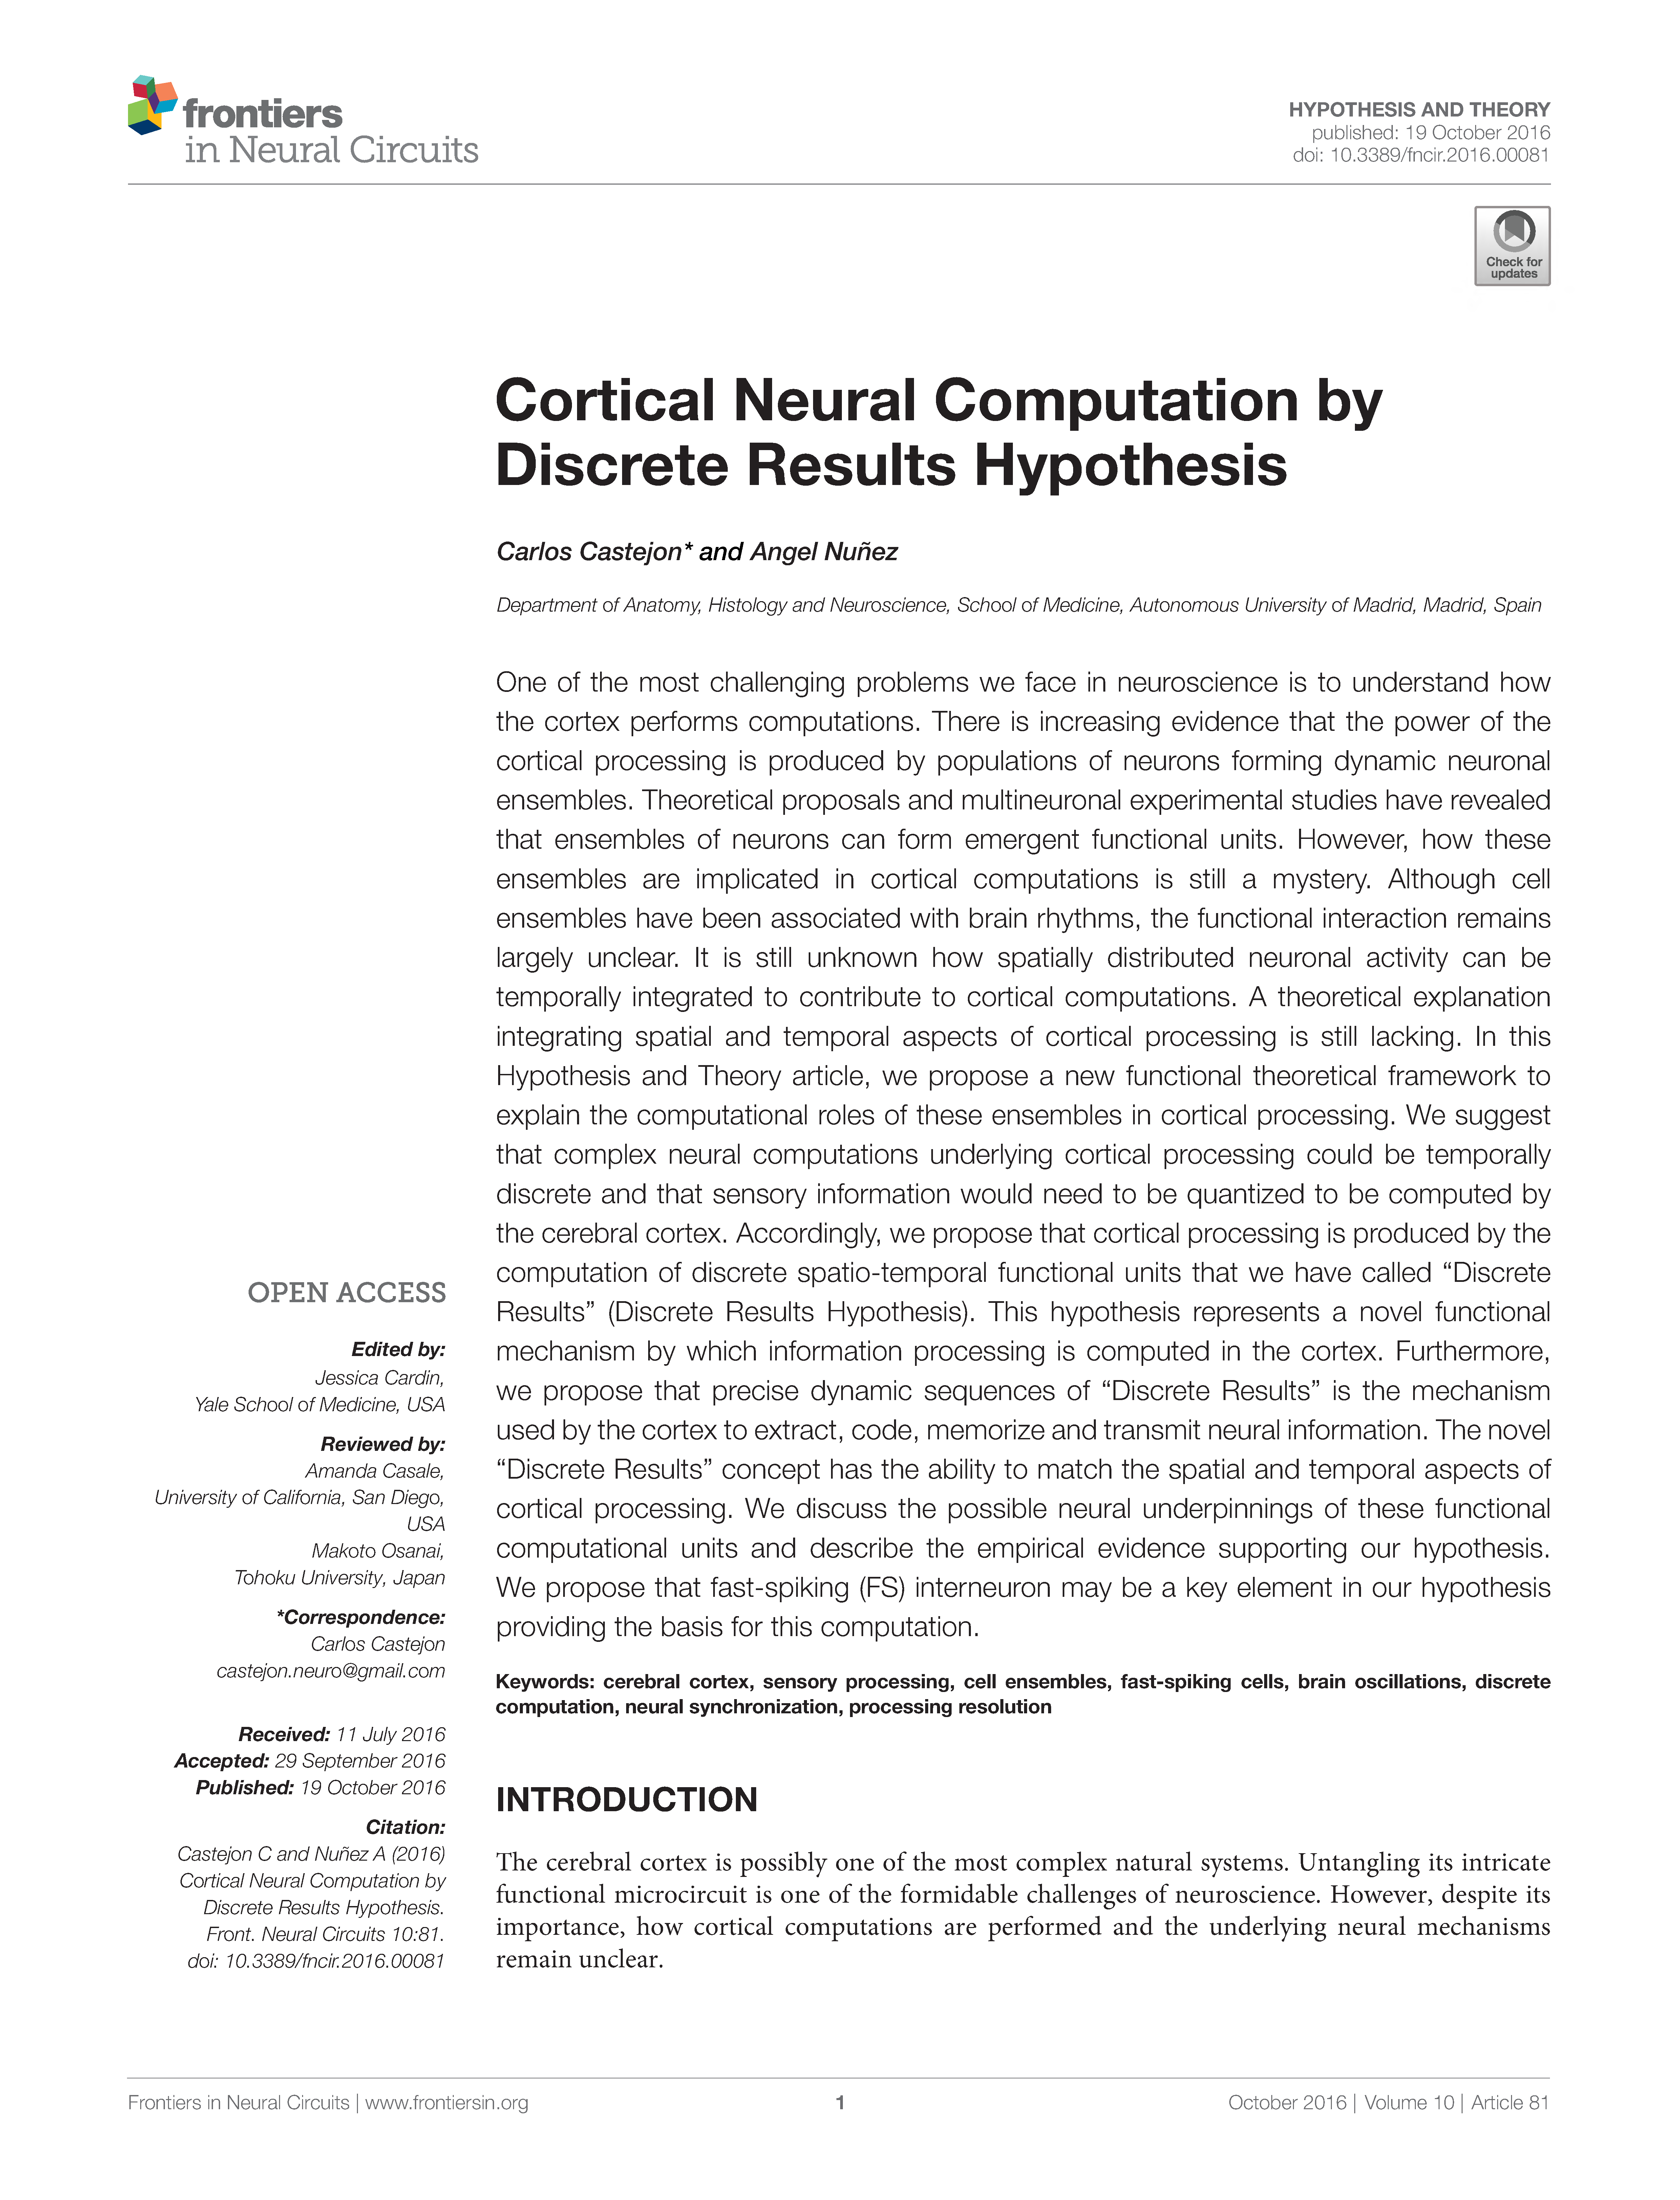 frontiers
in Neural Circuits
HYPOTHESIS AND THEORY
published: 19 October 2016
doi: 10.3389/fncir.2016.00081
Check for
updates
Cortical Neural Computation by
Discrete Results Hypothesis
Carlos Castejon* and Angel Nuñez
Department of Anatomy, Histology and Neuroscience, School of Medicine, Autonomous University of Madrid, Madrid, Spain
One of the most challenging problems we face in neuroscience is to understand how
the cortex performs computations. There is increasing evidence that the power of the
cortical processing is produced by populations of neurons forming dynamic neuronal
ensembles. Theoretical proposals and multineuronal experimental studies have revealed
that ensembles of neurons can form emergent functional units. However, how these
ensembles are implicated in cortical computations is still a mystery. Although cell
ensembles have been associated with brain rhythms, the functional interaction remains
largely unclear. It is still unknown how spatially distributed neuronal activity can be
temporally integrated to contribute to cortical computations. A theoretical explanation
integrating spatial and temporal aspects of cortical processing is still lacking. In this
Hypothesis and Theory article, we propose a new functional theoretical framework to
explain the computational roles of these ensembles in cortical processing. We suggest
that complex neural computations underlying cortical processing could be temporally
discrete and that sensory information would need to be quantized to be computed by
the cerebral cortex. Accordingly, we propose that cortical processing is produced by the
computation of discrete spatio-temporal functional units that we have called “Discrete
Results” (Discrete Results Hypothesis). This hypothesis represents a novel functional
mechanism by which information processing is computed in the cortex. Furthermore,
we propose that precise dynamic sequences of “Discrete Results” is the mechanism
used by the cortex to extract, code, memorize and transmit neural information. The novel
“Discrete Results” concept has the ability to match the spatial and temporal aspects of
cortical processing. We discuss the possible neural underpinnings of these functional
computational units and describe the empirical evidence supporting our hypothesis.
We propose that fast-spiking (FS) interneuron may be a key element in our hypothesis
providing the basis for this computation.
Keywords: cerebral cortex, sensory processing, cell ensembles, fast-spiking cells, brain oscillations, discrete
computation, neural synchronization, processing resolution
OPEN ACCESS
Edited by:
Jessica Cardin,
Yale School of Medicine, USA
Reviewed by:
Amanda Casale,
University of California, San Diego,
USA
Makoto Osanai,
Tohoku University, Japan
*Correspondence:
Carlos Castejon
castejon.neuro@gmail.com
Received: 11 July 2016
Accepted: 29 September 2016
Published: 19 October 2016
Citation:
Castejon C and Nuñez A (2016)
Cortical Neural Computation by
Discrete Results Hypothesis.
Front. Neural Circuits 10:81.
doi: 10.3389/fncir.2016.00081
INTRODUCTION
The cerebral cortex is possibly one of the most complex natural systems. Untangling its intricate
functional microcircuit is one of the formidable challenges of neuroscience. However, despite its
importance, how cortical computations are performed and the underlying neural mechanisms
remain unclear.
Frontiers in Neural Circuits | www.frontiersin.org
1
October 2016 | Volume 10 | Article 81